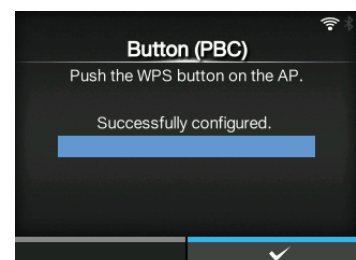 Button (PBC)
Push the WPS button on the AP.
Successfully configured.